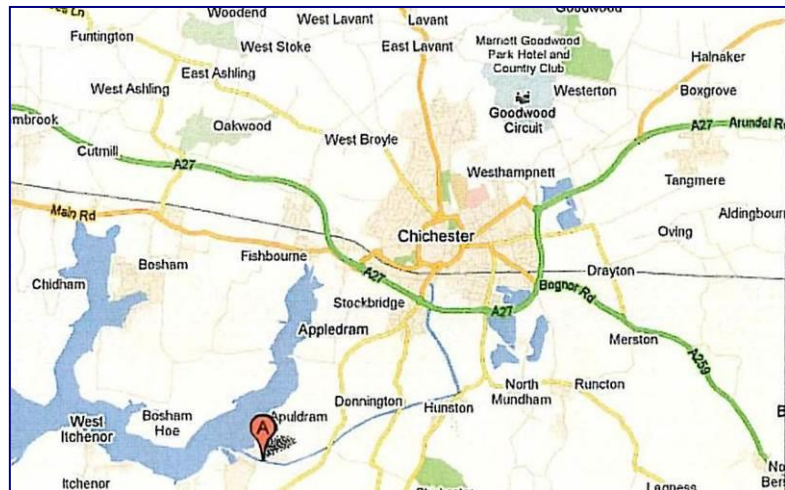 Woodend
West Lavant
Lavant
Goodwood
Funtington
West Stoke
East Lavant
Marriott Goodwood
Park Hotel and
Country Club
Halnaker
East Ashling
West Ashling
Westerton
Boxgrove
Goodwood
Circuit
A27
Arundel Rd
Oakwood
West Broyle
Cutmill
A27
Westhampnett
Tangmere
Main Rd
Aldingbourn
Chichester
Oving
Fishbourne
Bosham
Chidham
A27
Drayton
Bognor Rd
Stockbridge
A27
Appledram
Merston
A259
North
Mundham
Runcton
Donnington
Hunston
West
Itchenor
Bosham
Hoe
Apuldram
A
Itchenor
Lagness